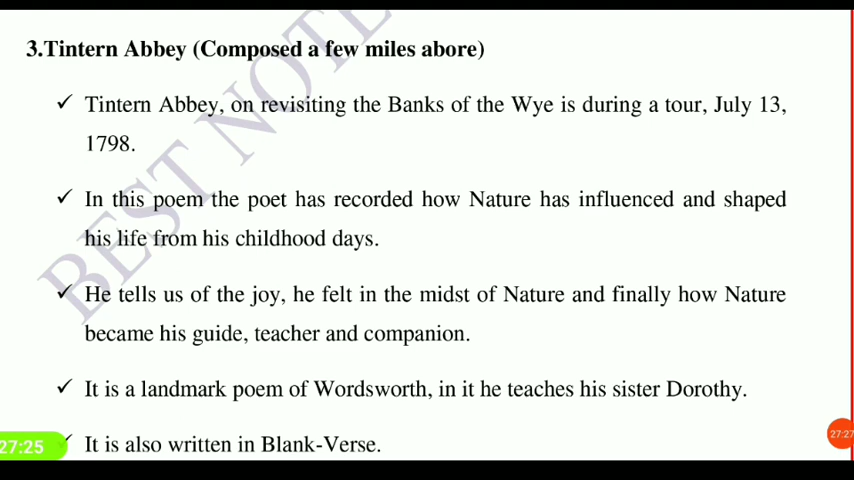 3.Tintern Abbey (Composed a few miles abore)
✓ Tintern Abbey, on revisiting the Banks of the Wye is during a tour, July 13,
1798.
✓ In this poem the poet has recorded how Nature has influenced and shaped
his life from his childhood days.
✓ He tells us of the joy, he felt in the midst of Nature and finally how Nature
became his guide, teacher and companion.
✓ It is a landmark poem of Wordsworth, in it he teaches his sister Dorothy.
✓ It is also written in Blank-Verse.
BEST NOTE
27:25
27:27